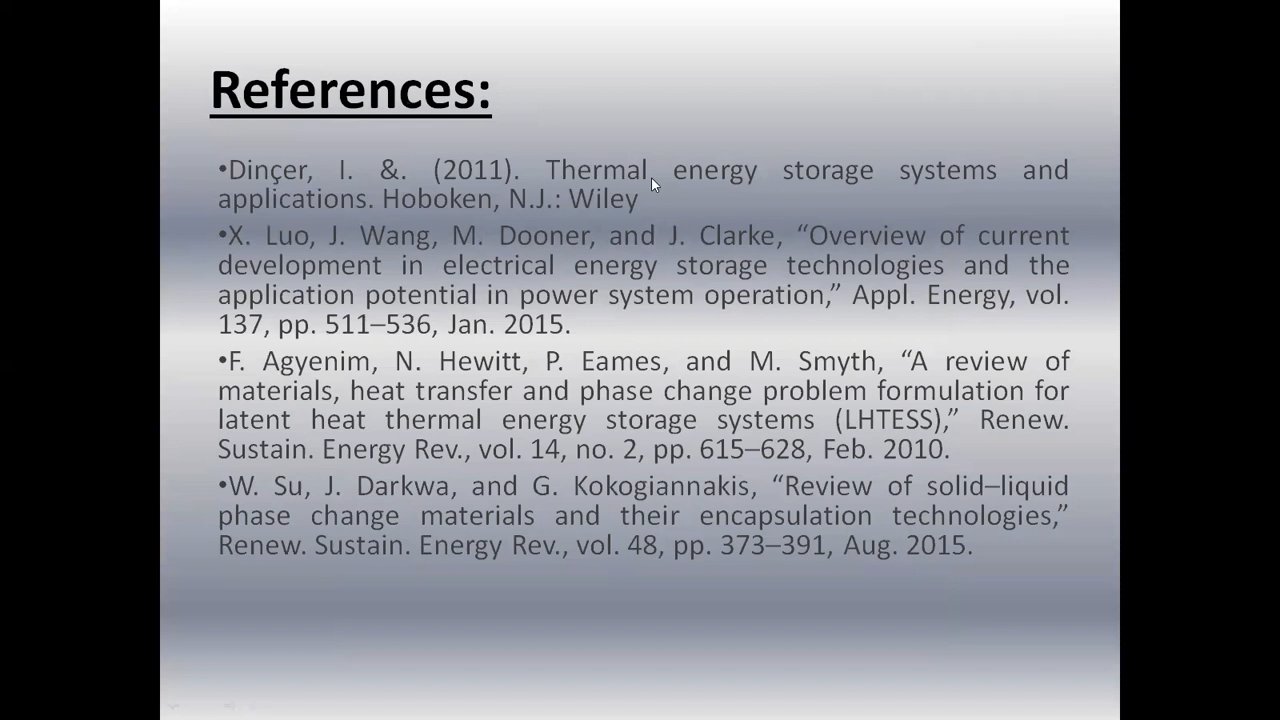 References:
•Dinçer, I. &. (2011). Thermal energy storage systems and
applications. Hoboken, N.J.: Wiley
•X. Luo, J. Wang, M. Dooner, and J. Clarke, “Overview of current
development in electrical energy storage technologies and the
application potential in power system operation,” Appl. Energy, vol.
137, pp. 511–536, Jan. 2015.
•F. Agyenim, N. Hewitt, P. Eames, and M. Smyth, “A review of
materials, heat transfer and phase change problem formulation for
latent heat thermal energy storage systems (LHTESS),” Renew.
Sustain. Energy Rev., vol. 14, no. 2, pp. 615–628, Feb. 2010.
•W. Su, J. Darkwa, and G. Kokogiannakis, “Review of solid–liquid
phase change materials and their encapsulation technologies,”
Renew. Sustain. Energy Rev., vol. 48, pp. 373–391, Aug. 2015.